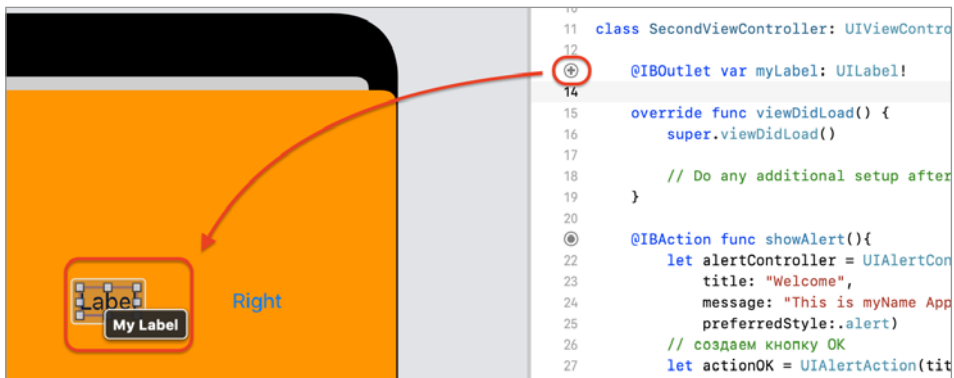 Label
My Label
Right
10
11 class SecondViewController: UIViewContro
12
@IBOutlet var myLabel: UILabel!
14
15 override func viewDidLoad() {
16 super.viewDidLoad()
17
18 // Do any additional setup after
19 }
20
@IBAction func showAlert(){
22 let alertController = UIAlertCon
23 title: "Welcome",
24 message: "This is myName App
25 preferredStyle:.alert)
26 // создаем кнопку ОК
27 let actionOK = UIAlertAction(tit